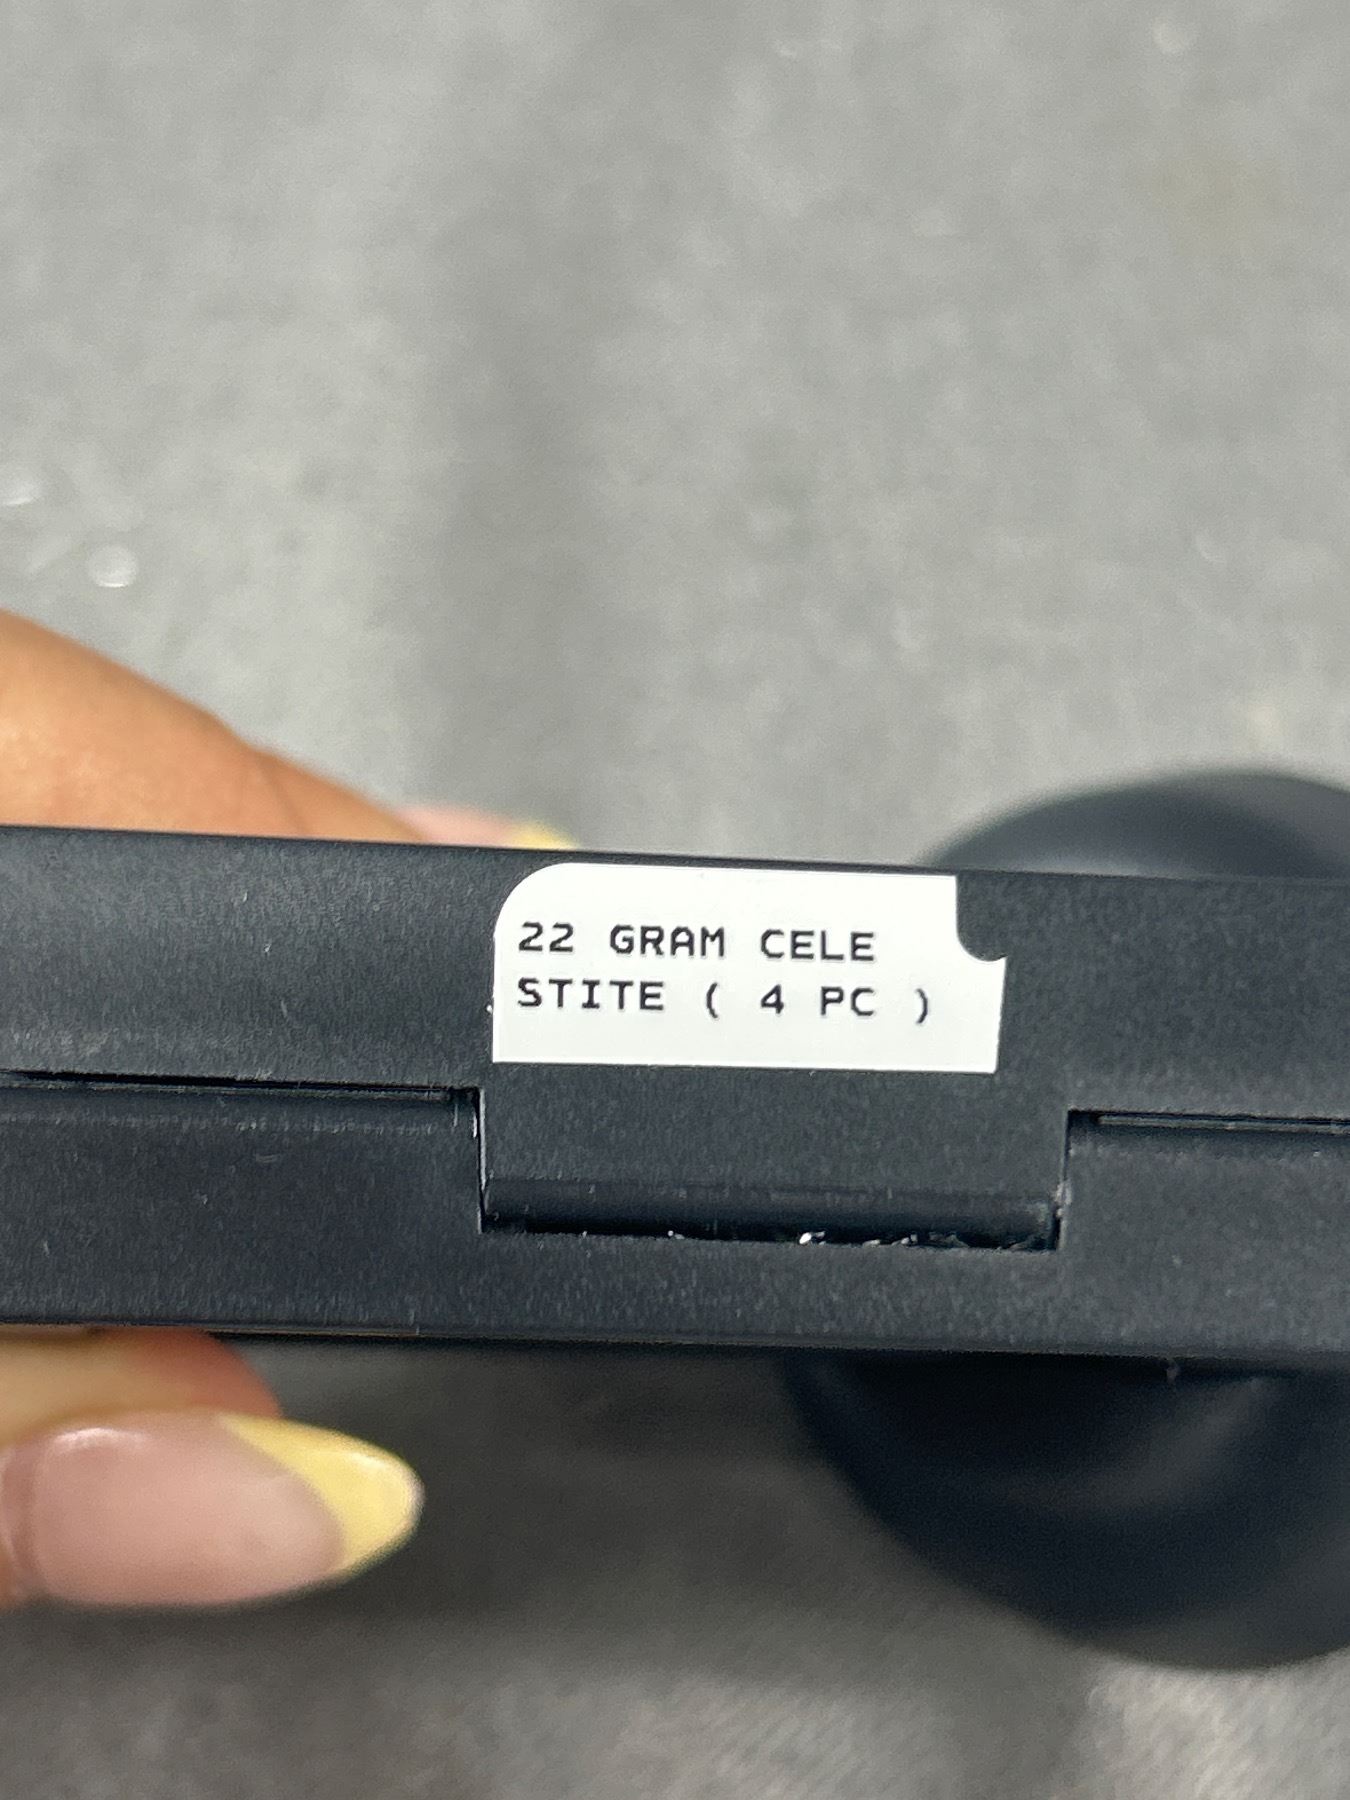 22 GRAM CELE
STITE ( 4 PC )